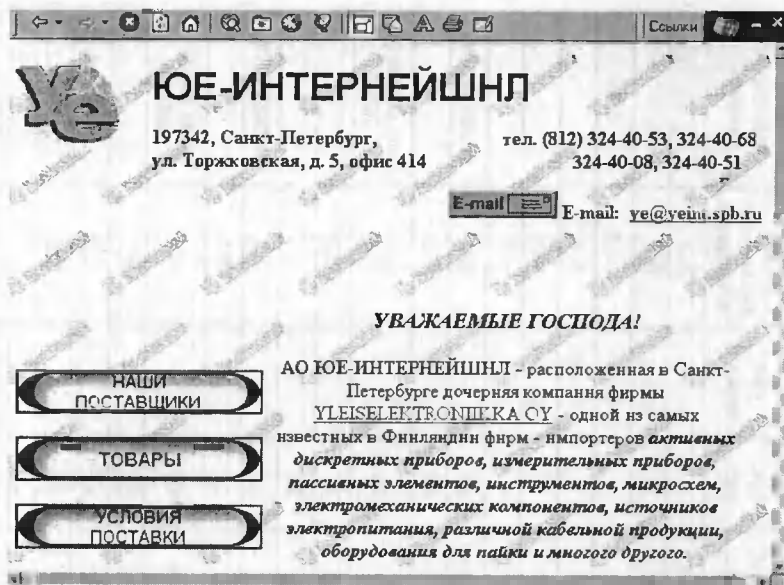 Ссылки
Ye
ЮЕ-ИНТЕРНЕЙШНЛ
197342, Санкт-Петербург,
ул. Торжковская, д. 5, офис 414
тел. (812) 324-40-53, 324-40-68
324-40-08, 324-40-51
E-mail
E-mail: ye@yeint.spb.ru
УВАЖАЕМЫЕ ГОСПОДА!
НАШИ
ПОСТАВЩИКИ
ТОВАРЫ
УСЛОВИЯ
ПОСТАВКИ
АО ЮЕ-ИНТЕРНЕЙШНЛ - расположенная в Санкт-
Петербурге дочерняя компания фирмы
YLEISELEKTRONIIKKA OY - одной из самых
известных в Финляндии фирм - импортеров активных
дискретных приборов, измерительных приборов,
пассивных элементов, инструментов, микросхем,
электромеханических компонентов, источников
электропитания, различной кабельной продукции,
оборудования для пайки и многого другого.